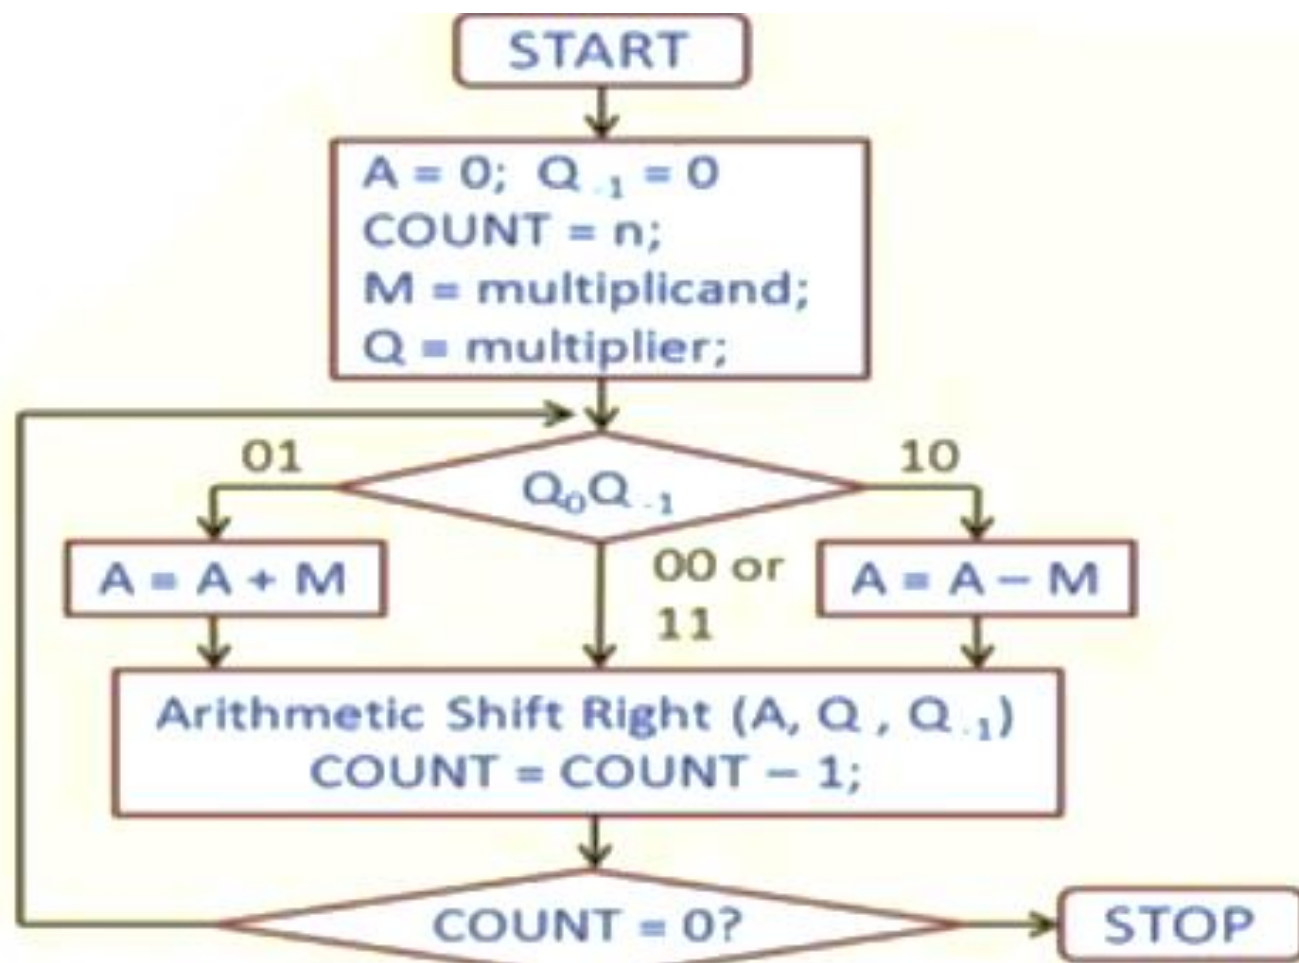 START
A = 0; Q₋₁ = 0
COUNT = n;
M = multiplicand;
Q = multiplier;
01
10
Q₀Q₋₁
A = A + M
00 or
11
A = A – M
Arithmetic Shift Right (A, Q , Q₋₁)
COUNT = COUNT – 1;
COUNT = 0?
STOP